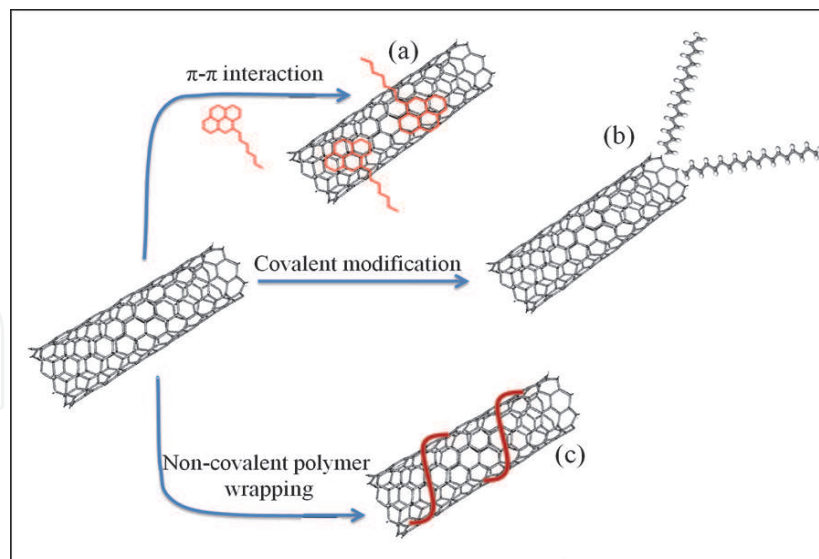 (a)
π-π interaction
(b)
Covalent modification
Non-covalent polymer
wrapping
(c)